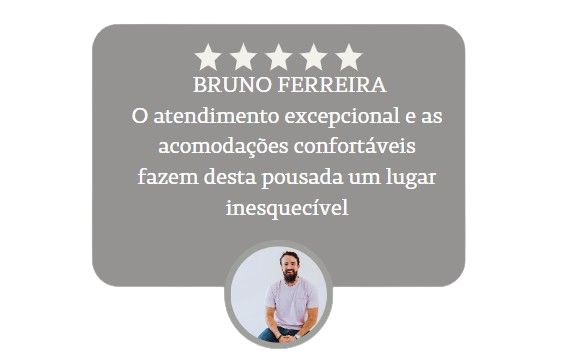 BRUNO FERREIRA
O atendimento excepcional e as
acomodações confortáveis
fazem desta pousada um lugar
inesquecível